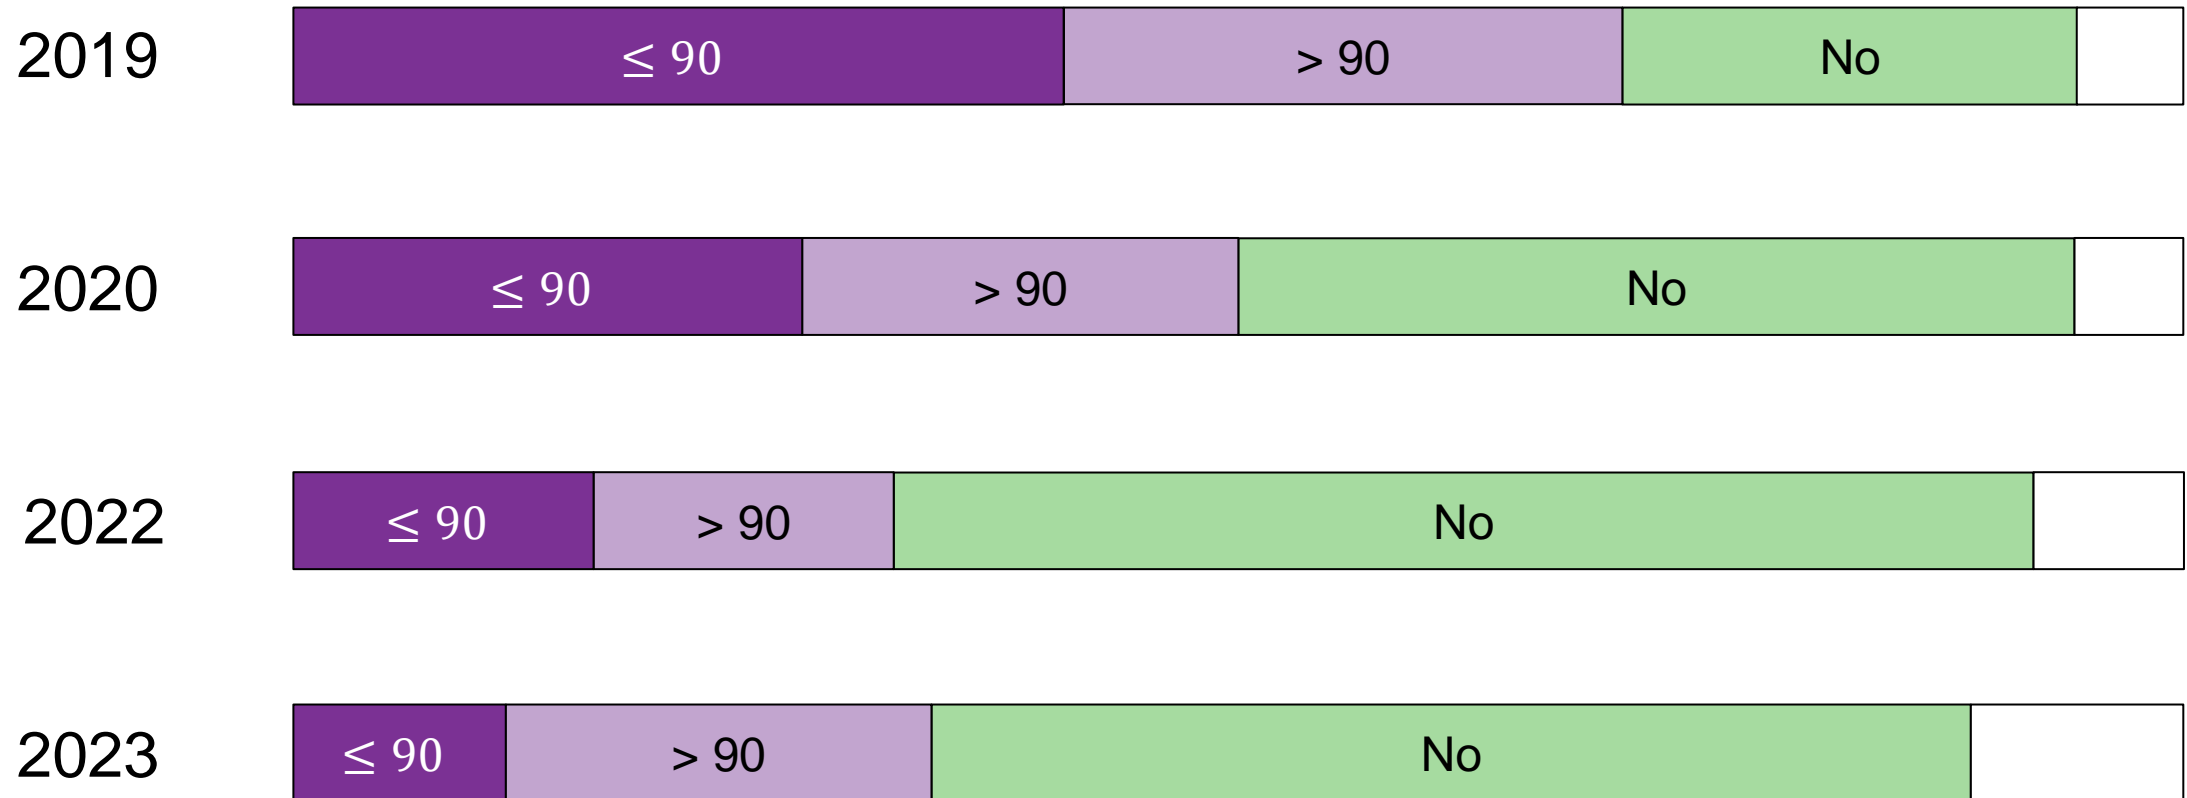 2019 ≤ 90 > 90 No
2020 ≤ 90 > 90 No
2022 ≤ 90 > 90 No
2023 ≤ 90 > 90 No